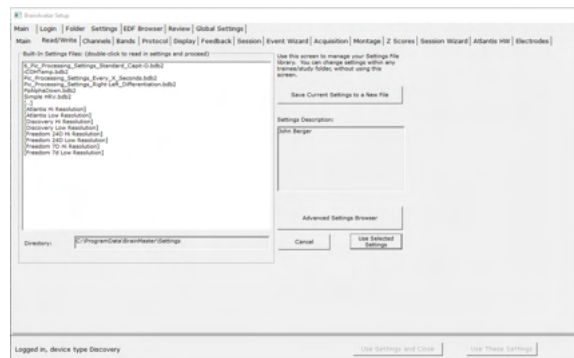 BrainAvatar Setup
Main Login Folder Settings EDF Browser Review Global Settings
Main Read/Write Channels Bands Protocol Display Feedback Session Event Wizard Acquisition Montage Z Scores Session Wizard Atlantis HW Electrodes
Built-In Settings Files: (double-click to read in settings and proceed)
6_Pic_Processing_Settings_Standard_Capt-O.bdb2
Pic_Processing_Settings_Every_X_Seconds.bdb2
Pic_Processing_Settings_Right-Left_Differentiation.bdb2
Simple HRV.bdb2
[..]
[Atlantis Hi Resolution]
[Atlantis Low Resolution]
[Discovery Hi Resolution]
[Discovery Low Resolution]
[Freedom 24D Hi Resolution]
[Freedom 24D Low Resolution]
[Freedom 7D Hi Resolution]
[Freedom 7d Low Resolution]
Directory: C:\ProgramData\BrainMaster\Settings
Use this screen to manage your Settings File
library. You can change settings within any
trainee/study folder, without using this
screen.
Save Current Settings to a New File
Settings Description:
John Berger
Advanced Settings Browser
Cancel
Use Selected
Settings
Logged in, device type Discovery
Use Settings and Close
Use These Settings